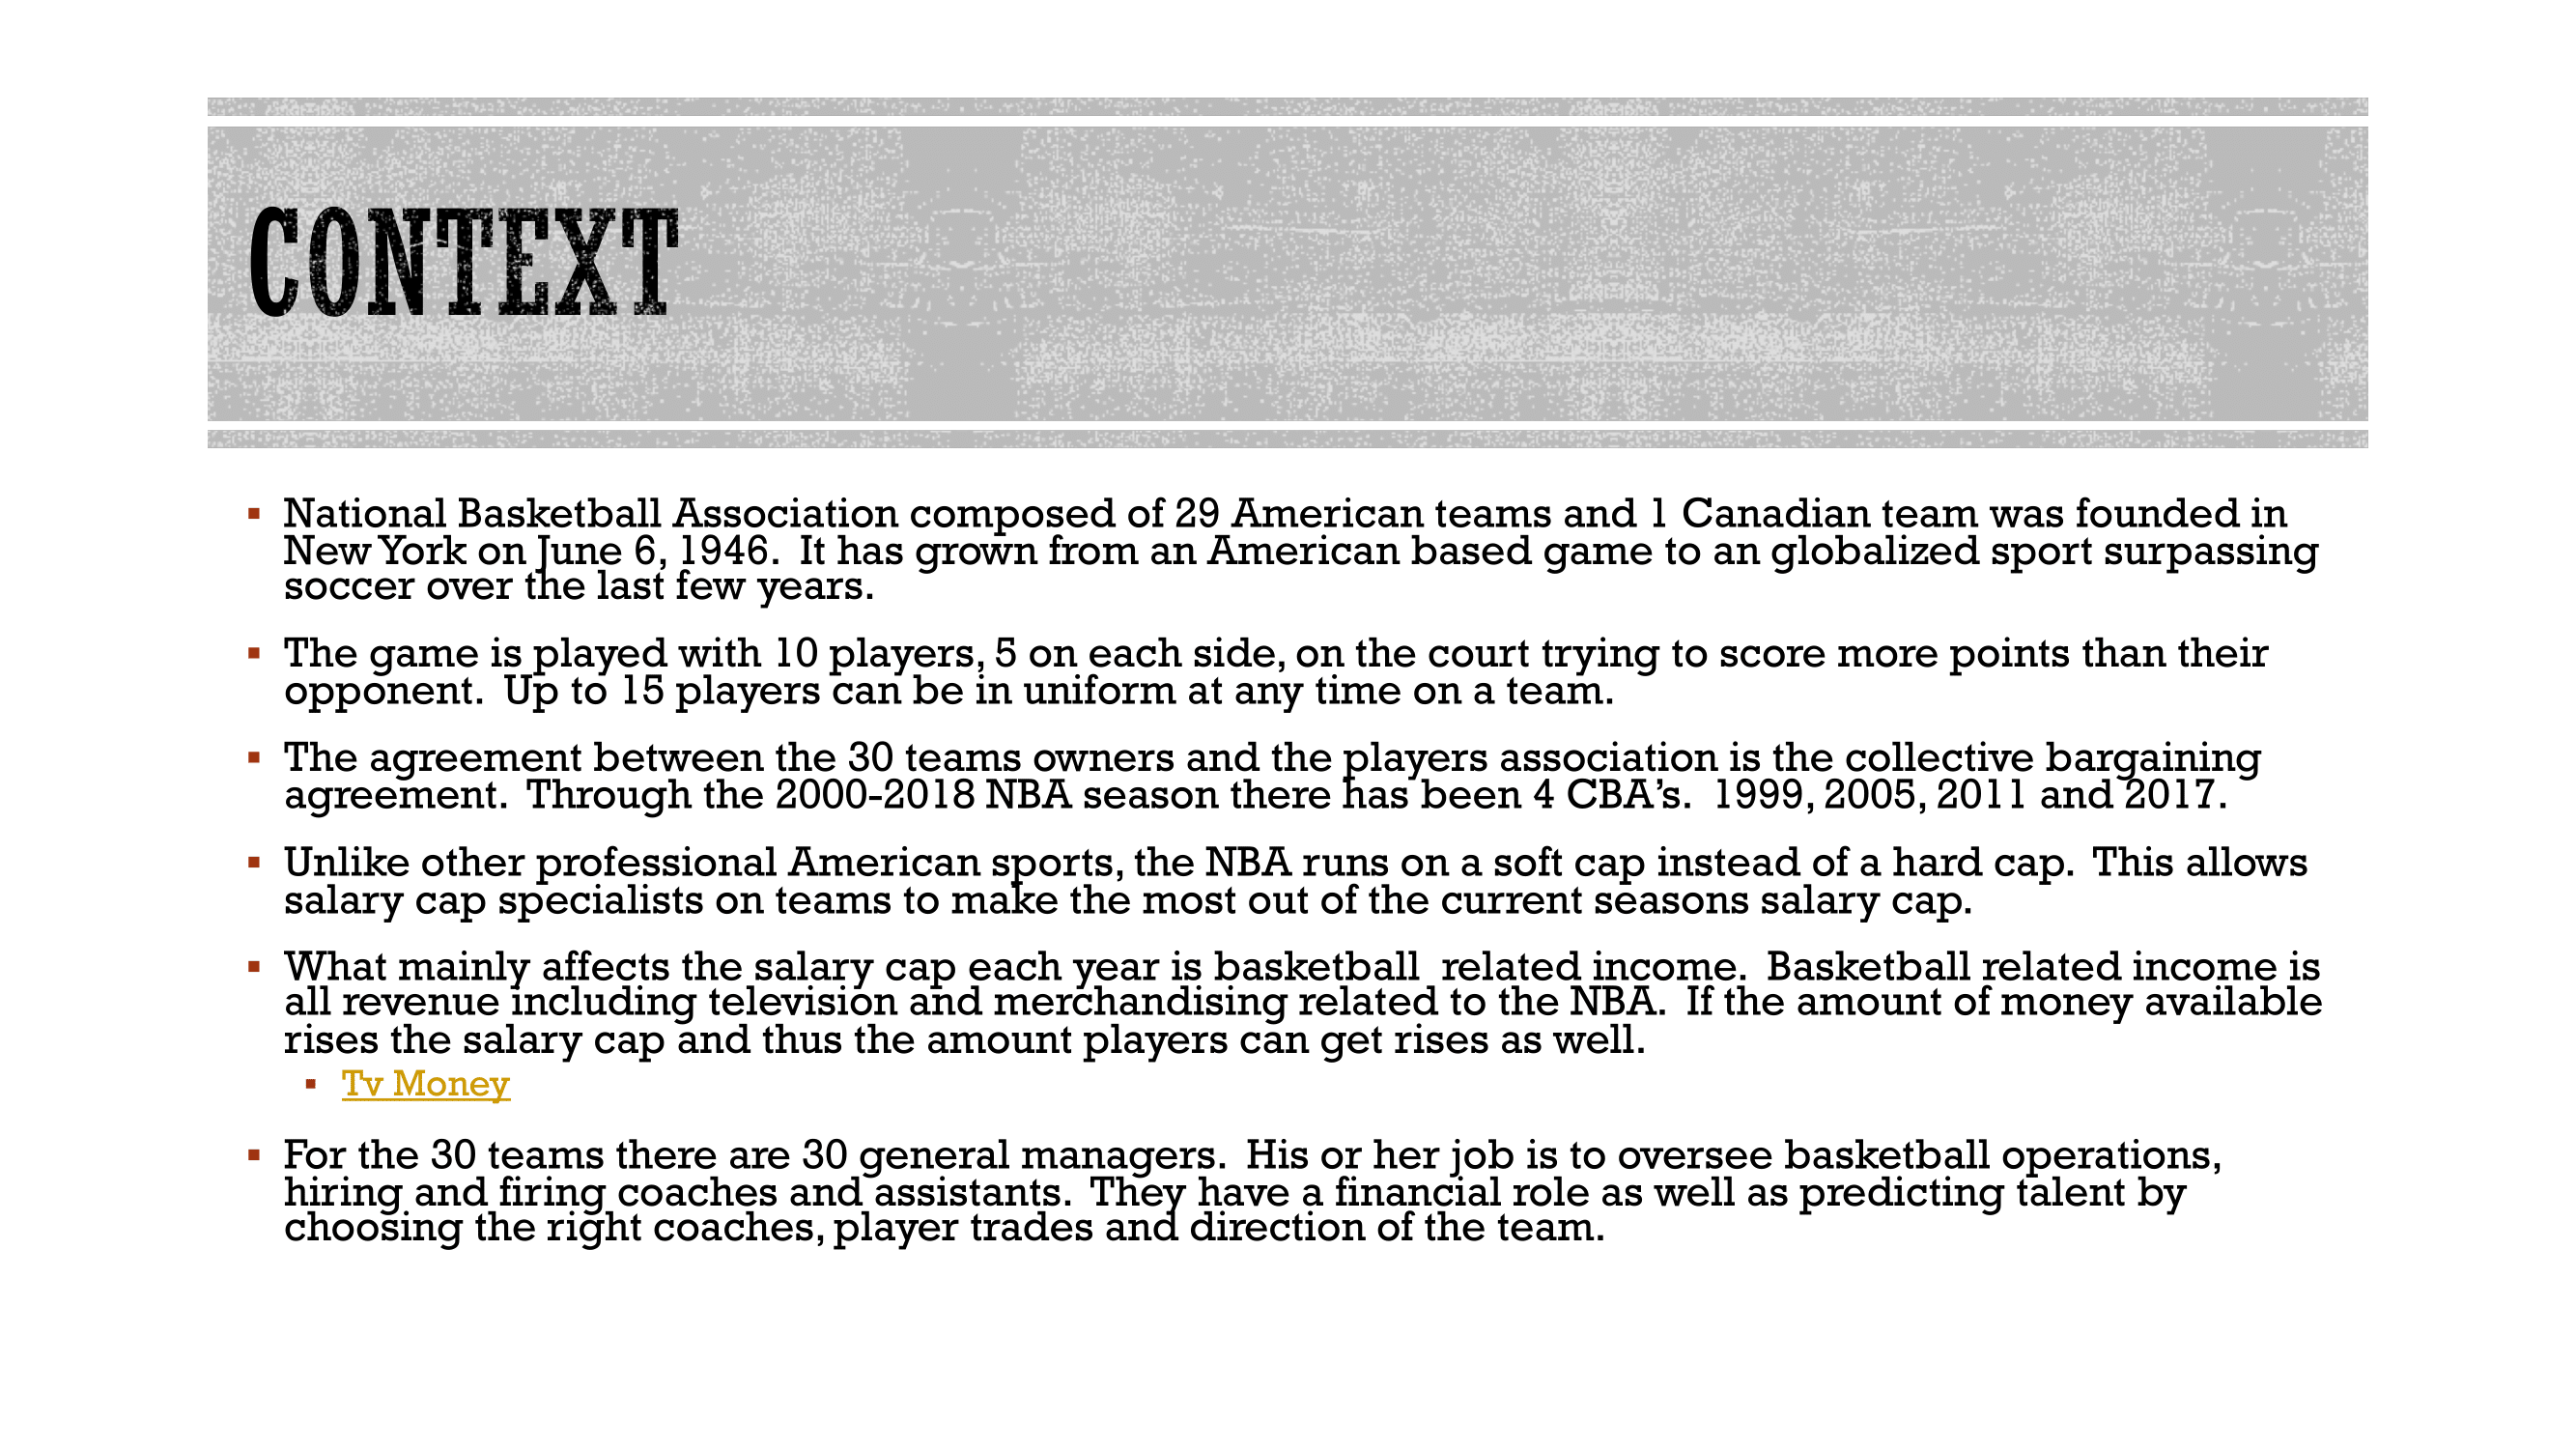 CONTEXT
▪ National Basketball Association composed of 29 American teams and 1 Canadian team was founded in
New York on June 6, 1946.  It has grown from an American based game to an globalized sport surpassing
soccer over the last few years.
▪ The game is played with 10 players, 5 on each side, on the court trying to score more points than their
opponent.  Up to 15 players can be in uniform at any time on a team.
▪ The agreement between the 30 teams owners and the players association is the collective bargaining
agreement.  Through the 2000-2018 NBA season there has been 4 CBA’s.  1999, 2005, 2011 and 2017.
▪ Unlike other professional American sports, the NBA runs on a soft cap instead of a hard cap.  This allows
salary cap specialists on teams to make the most out of the current seasons salary cap.
▪ What mainly affects the salary cap each year is basketball  related income.  Basketball related income is
all revenue including television and merchandising related to the NBA.  If the amount of money available
rises the salary cap and thus the amount players can get rises as well.
▪ Tv Money
▪ For the 30 teams there are 30 general managers.  His or her job is to oversee basketball operations,
hiring and firing coaches and assistants.  They have a financial role as well as predicting talent by
choosing the right coaches, player trades and direction of the team.